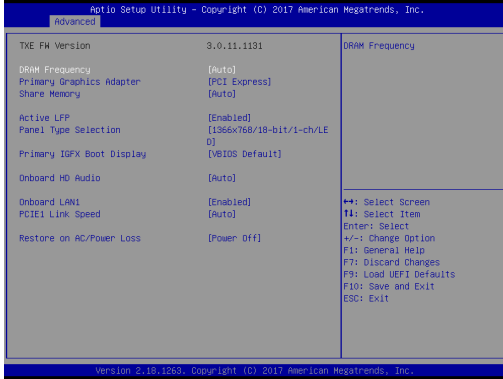 Aptio Setup Utility – Copyright (C) 2017 American Megatrends, Inc.
Advanced
TXE FW Version 3.0.11.1131
DRAM Frequency
DRAM Frequency [Auto]
Primary Graphics Adapter [PCI Express]
Share Memory [Auto]
Active LFP [Enabled]
Panel Type Selection [1366x768/18-bit/1-ch/LE
D]
Primary IGFX Boot Display [VBIOS Default]
Onboard HD Audio [Auto]
Onboard LAN1 [Enabled]
PCIE1 Link Speed [Auto]
Restore on AC/Power Loss [Power Off]
↔: Select Screen
↑↓: Select Item
Enter: Select
+/-: Change Option
F1: General Help
F7: Discard Changes
F9: Load UEFI Defaults
F10: Save and Exit
ESC: Exit
Version 2.18.1263. Copyright (C) 2017 American Megatrends, Inc.